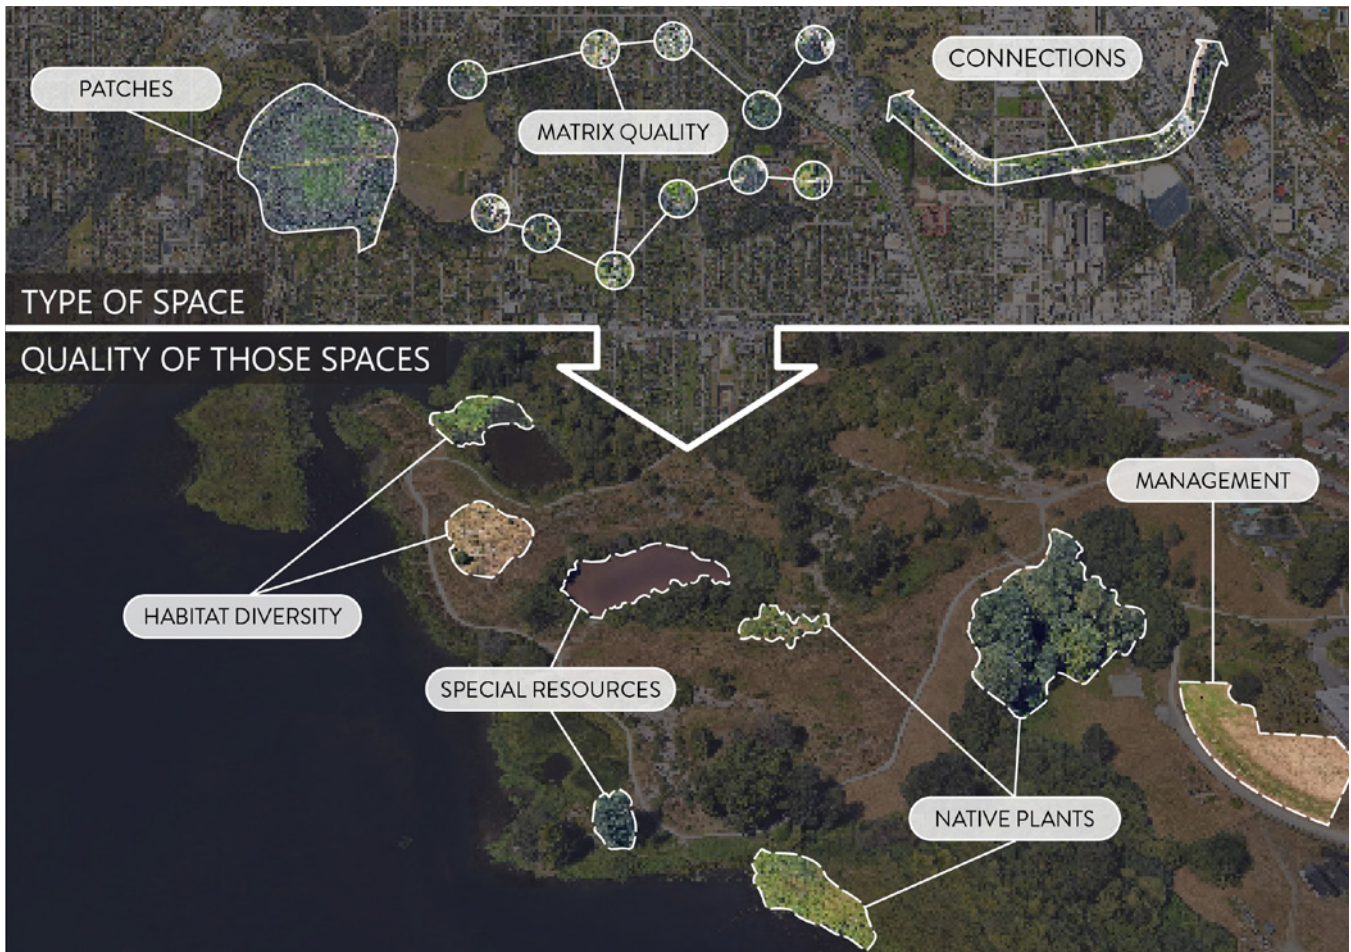 PATCHES
MATRIX QUALITY
CONNECTIONS
TYPE OF SPACE
QUALITY OF THOSE SPACES
MANAGEMENT
HABITAT DIVERSITY
SPECIAL RESOURCES
NATIVE PLANTS